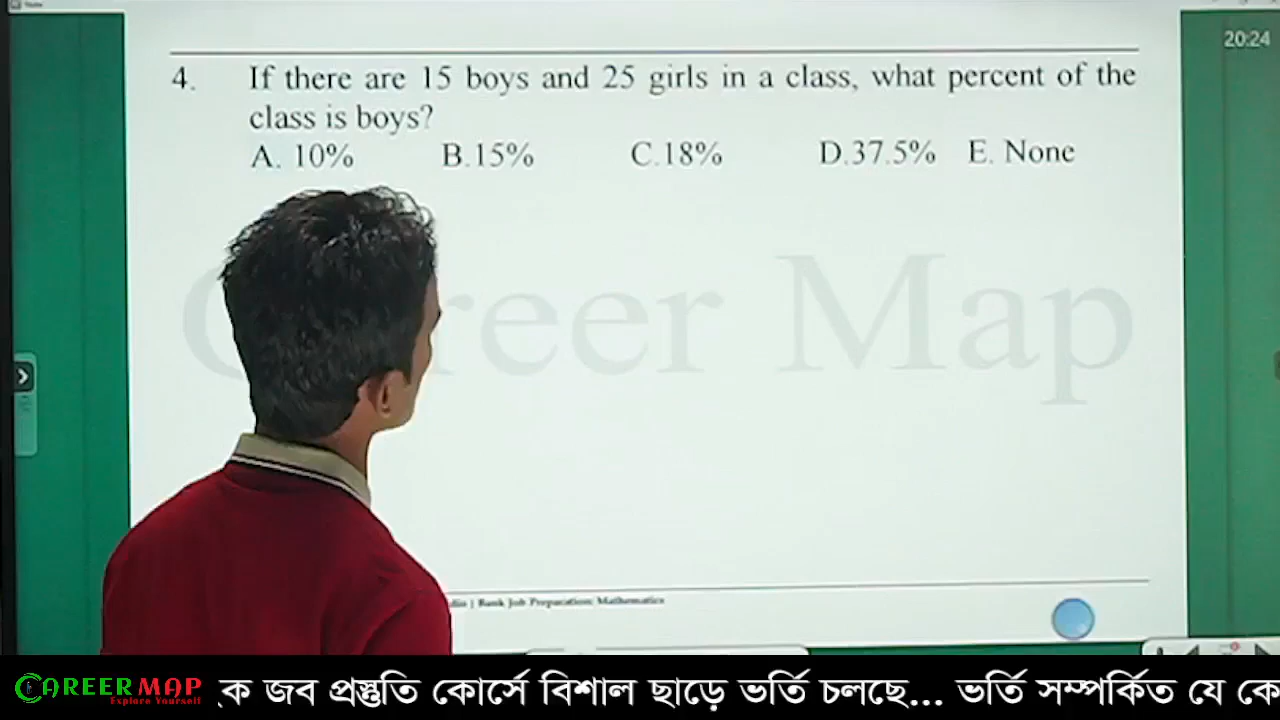 20:24
4. If there are 15 boys and 25 girls in a class, what percent of the
class is boys?
A. 10% B.15% C.18% D.37.5% E. None
Career Map
| Bank Job Preparation: Mathematics
CAREER MAP
Explore Yourself
ক জব প্রস্তুতি কোর্সে বিশাল ছাড়ে ভর্তি চলছে... ভর্তি সম্পর্কিত যে কে